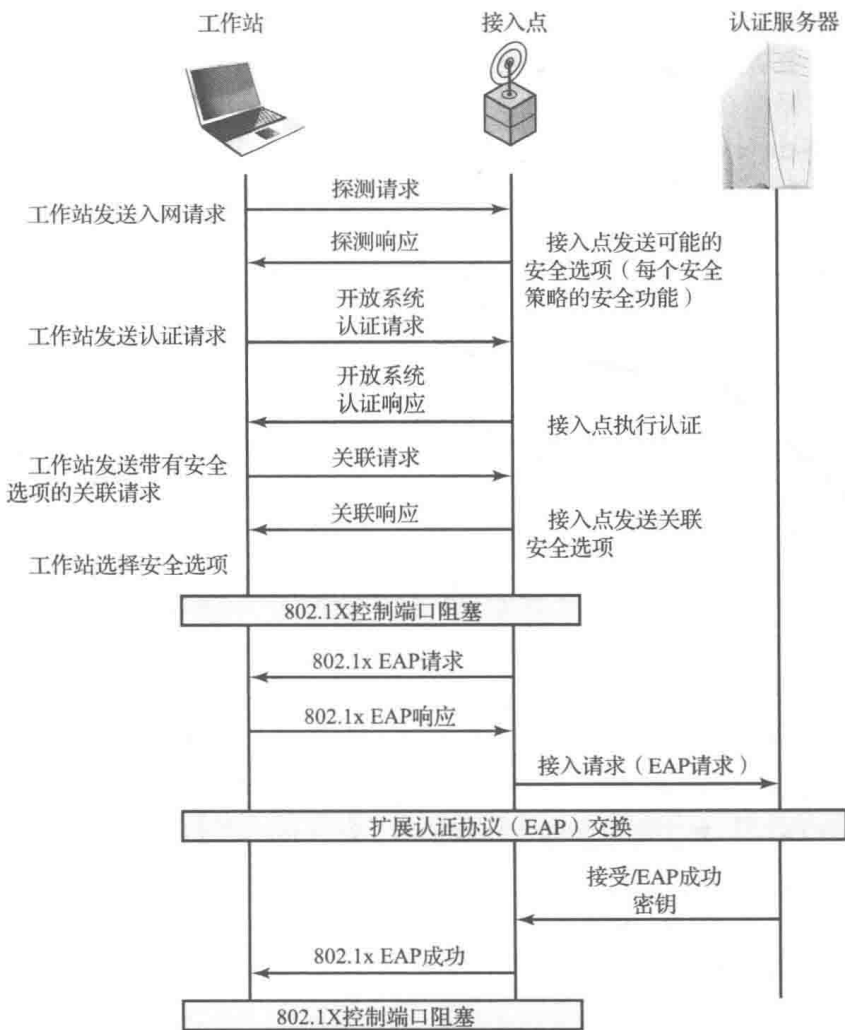 工作站
接入点
认证服务器
探测请求
工作站发送入网请求
探测响应
接入点发送可能的
安全选项（每个安全
策略的安全功能）
开放系统
认证请求
工作站发送认证请求
开放系统
认证响应
接入点执行认证
工作站发送带有安全
选项的关联请求
关联请求
关联响应
接入点发送关联
安全选项
工作站选择安全选项
802.1X控制端口阻塞
802.1x EAP请求
802.1x EAP响应
接入请求（EAP请求）
扩展认证协议（EAP）交换
接受/EAP成功
密钥
802.1x EAP成功
802.1X控制端口阻塞